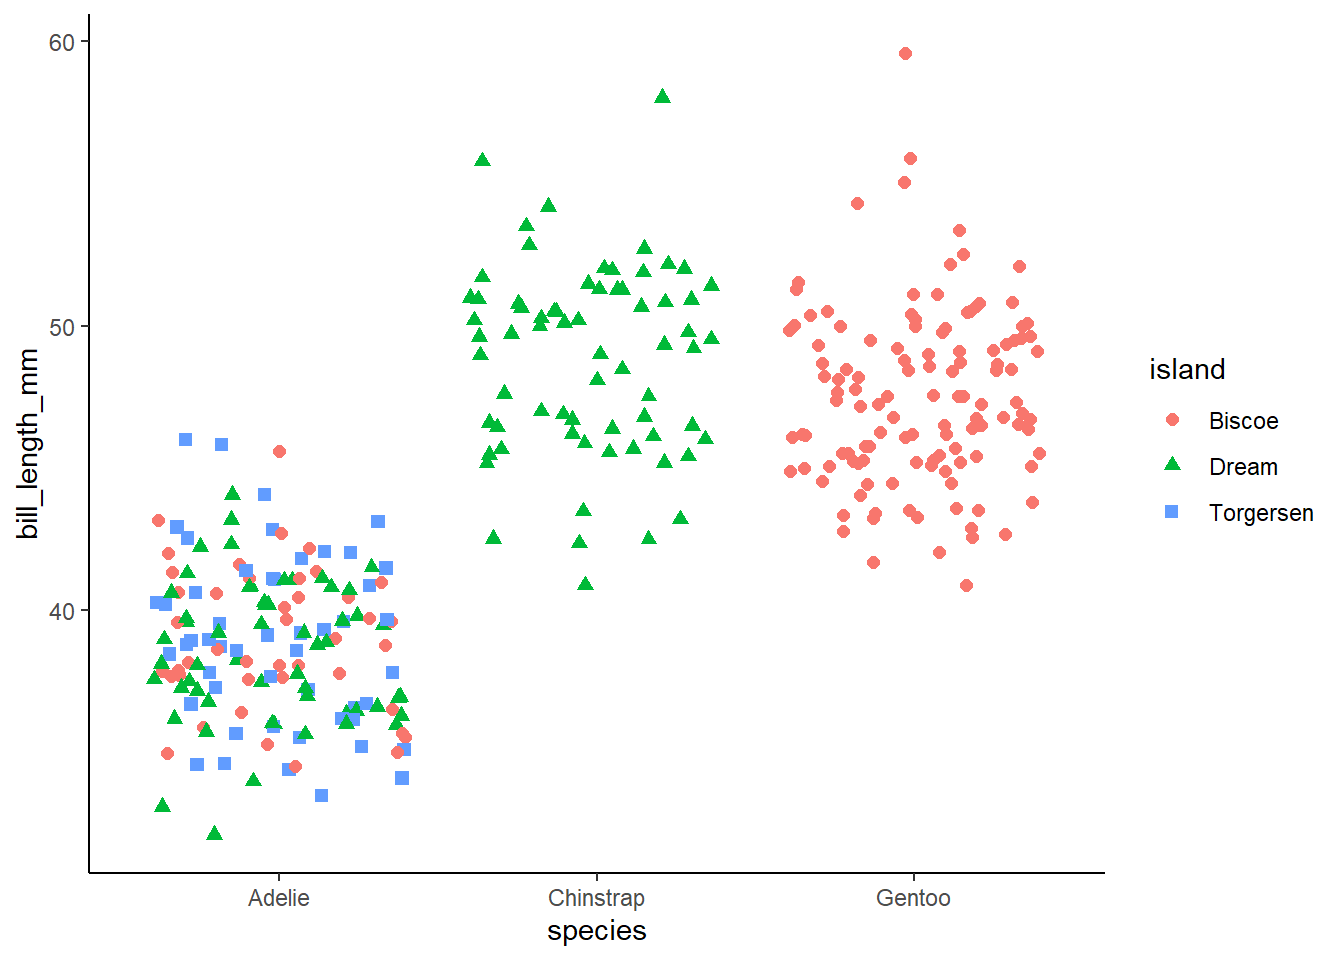 60
50
40
bill_length_mm
Adelie
Chinstrap
Gentoo
species
island
Biscoe
Dream
Torgersen